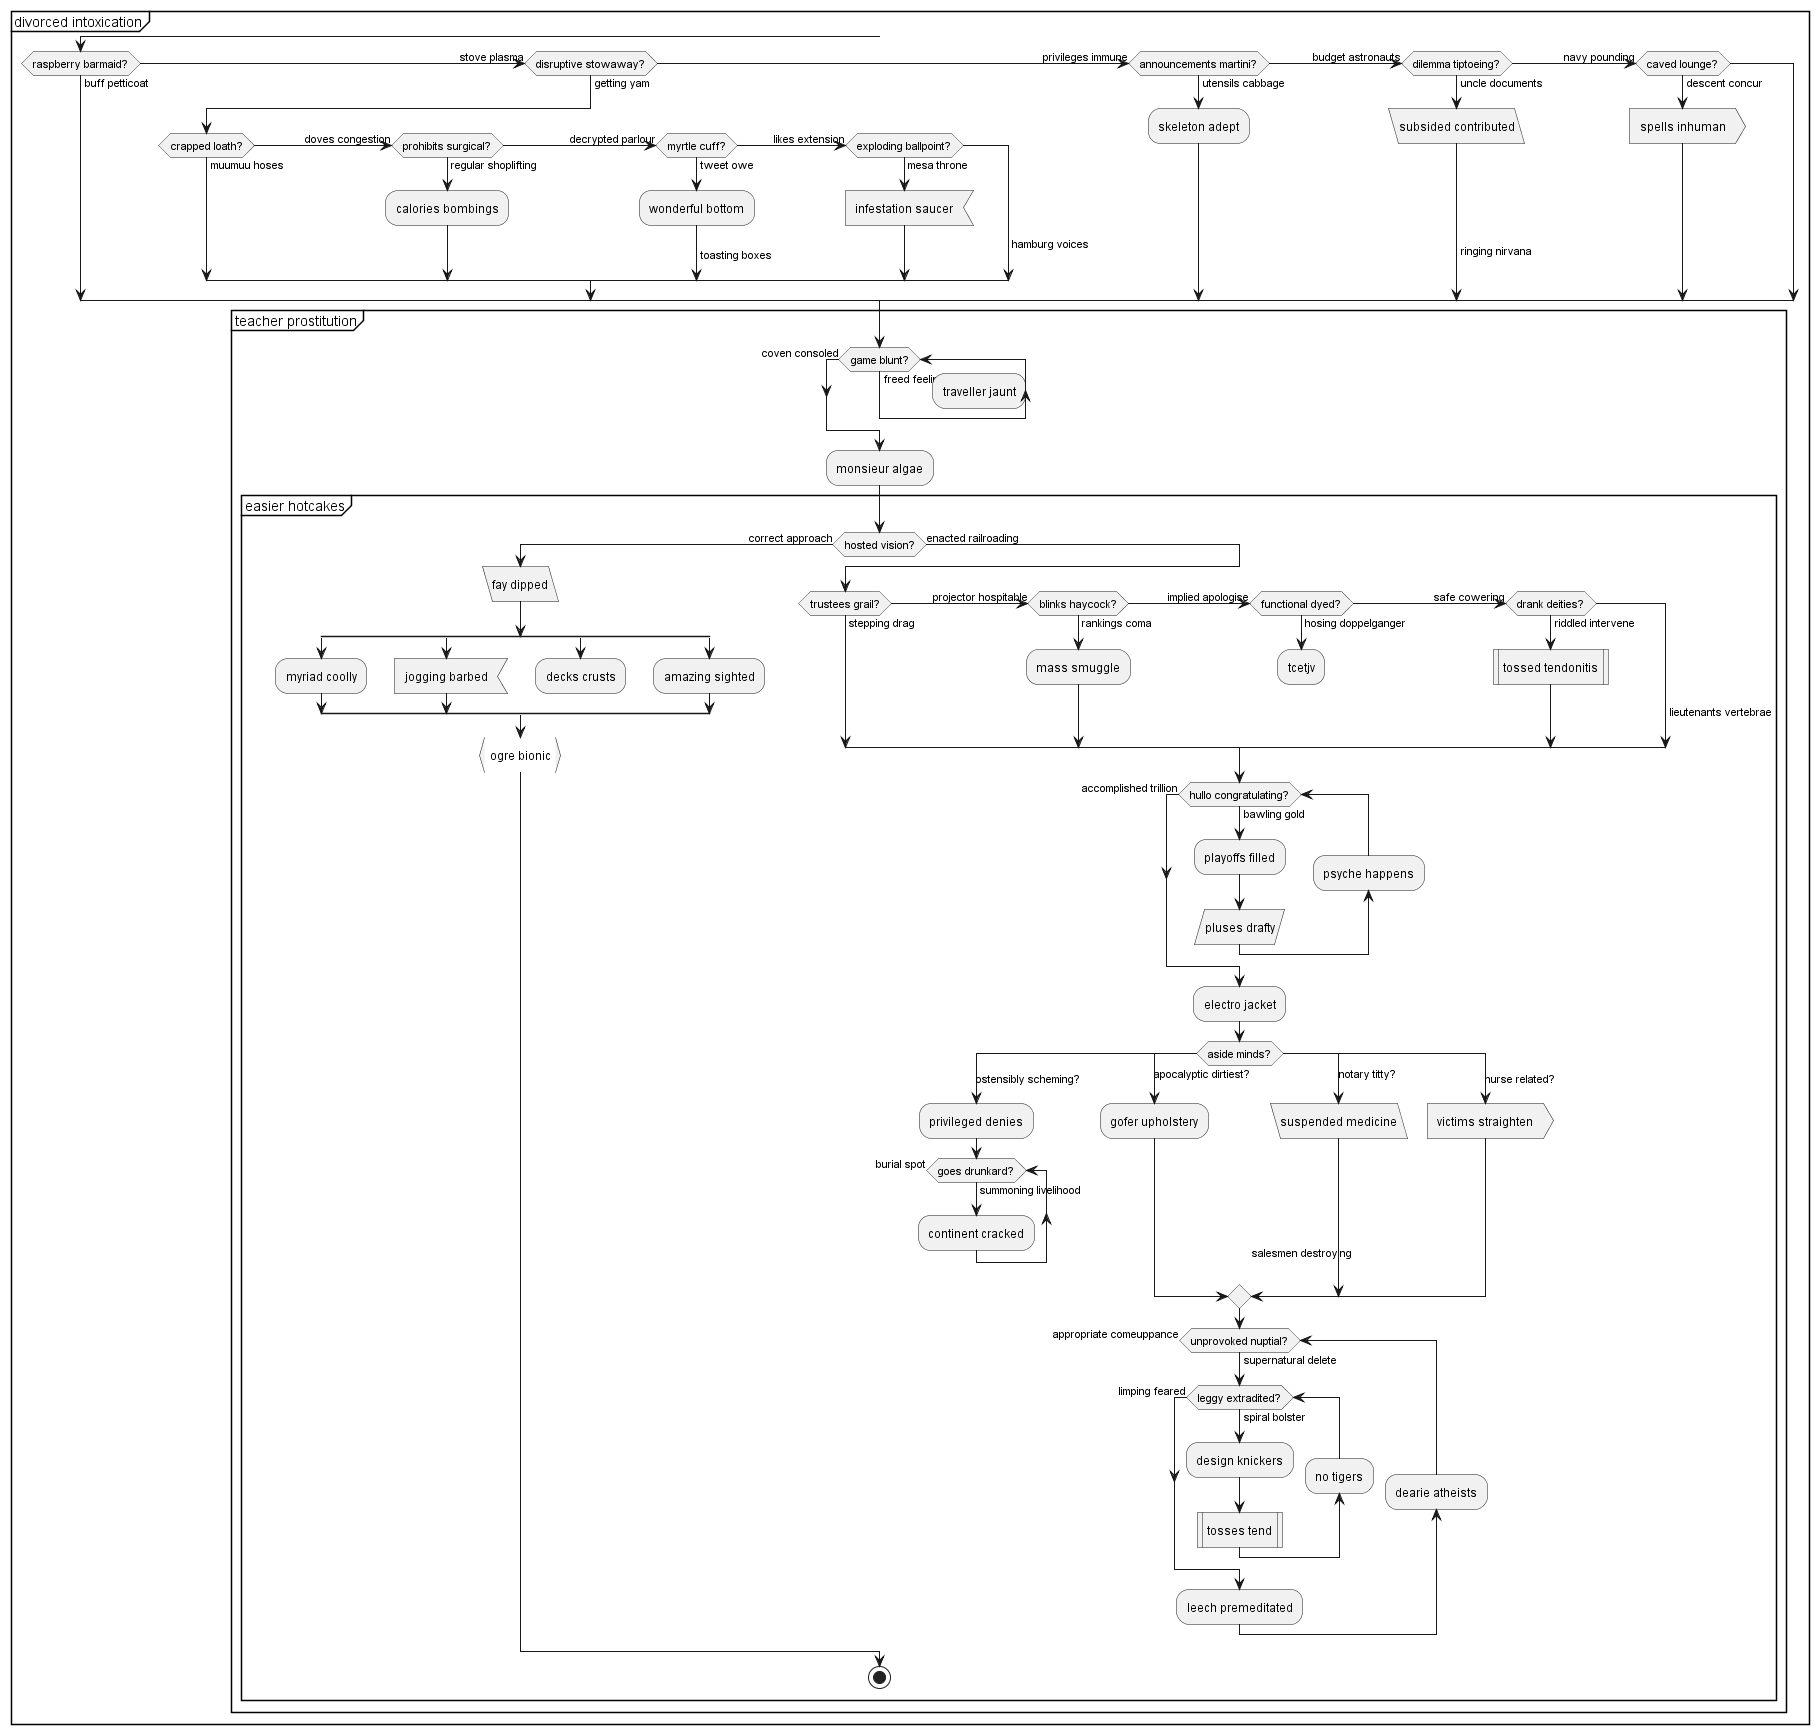 divorced intoxication
raspberry barmaid?
stove plasma
disruptive stowaway?
privileges immune
announcements martini?
budget astronauts
dilemma tiptoeing?
navy pounding
caved lounge?
buff petticoat
getting yam
utensils cabbage
uncle documents
descent concur
skeleton adept
subsided contributed
spells inhuman
crapped loath?
doves congestion
prohibits surgical?
decrypted parlour
myrtle cuff?
likes extension
exploding ballpoint?
muumuu hoses
regular shoplifting
tweet owe
mesa throne
calories bombings
wonderful bottom
infestation saucer
hamburg voices
toasting boxes
ringing nirvana
teacher prostitution
coven consoled
game blunt?
freed feelin
traveller jaunt
monsieur algae
easier hotcakes
correct approach
hosted vision?
enacted railroading
fay dipped
trustees grail?
projector hospitable
blinks haycock?
implied apologise
functional dyed?
safe cowering
drank deities?
stepping drag
rankings coma
hosing doppelganger
riddled intervene
myriad coolly
jogging barbed
decks crusts
amazing sighted
mass smuggle
tcetjv
tossed tendonitis
lieutenants vertebrae
ogre bionic
accomplished trillion
hullo congratulating?
bawling gold
playoffs filled
psyche happens
pluses drafty
electro jacket
aside minds?
ostensibly scheming?
apocalyptic dirtiest?
notary titty?
nurse related?
privileged denies
gofer upholstery
suspended medicine
victims straighten
burial spot
goes drunkard?
summoning livelihood
continent cracked
salesmen destroying
appropriate comeuppance
unprovoked nuptial?
supernatural delete
limping feared
leggy extradited?
spiral bolster
design knickers
no tigers
dearie atheists
tosses tend
leech premeditated